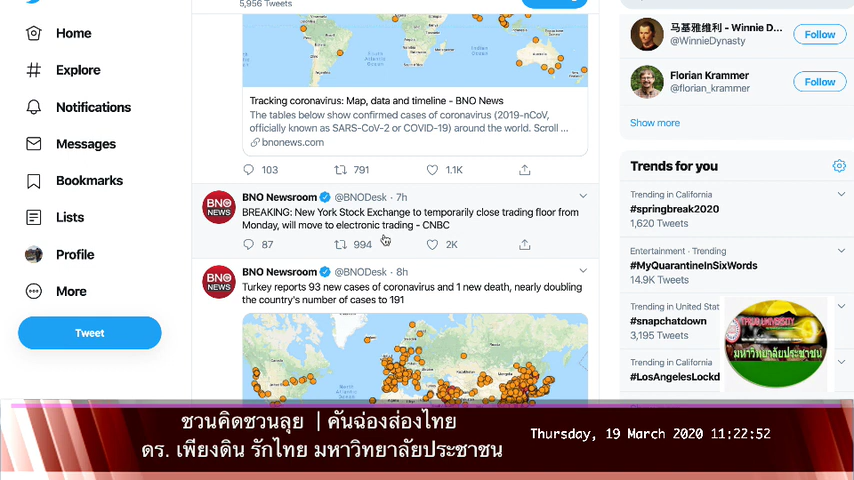 5,956 Tweets
Home
Explore
Notifications
Messages
Bookmarks
Lists
Profile
More
Tweet
Tracking coronavirus: Map, data and timeline - BNO News
The tables below show confirmed cases of coronavirus (2019-nCoV,
officially known as SARS-CoV-2 or COVID-19) around the world. Scroll ...
bnonews.com
103 791 1.1K
BNO NEWS
BNO Newsroom @BNODesk · 7h
BREAKING: New York Stock Exchange to temporarily close trading floor from
Monday, will move to electronic trading - CNBC
87 994 2K
BNO NEWS
BNO Newsroom @BNODesk · 8h
Turkey reports 93 new cases of coronavirus and 1 new death, nearly doubling
the country's number of cases to 191
马基雅维利 - Winnie D...
@WinnieDynasty
Follow
Florian Krammer
@florian_krammer
Follow
Show more
Trends for you
Trending in California
#springbreak2020
1,620 Tweets
Entertainment · Trending
#MyQuarantineInSixWords
14.9K Tweets
Trending in United Stat
#snapchatdown
3,195 Tweets
Trending in California
#LosAngelesLockd
มหาวิทยาลัยประชาชน
ชวนคิดชวนลุย | คันฉ่องส่องไทย
ดร. เพียงดิน รักไทย มหาวิทยาลัยประชาชน
Thursday, 19 March 2020 11:22:52